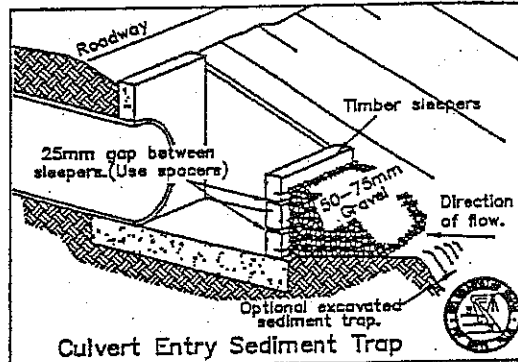 Roadway
Timber sleepers
25mm gap between
sleepers.(Use spacers)
50-75mm
Gravel
Direction
of flow.
Optional excavated
sediment trap.
Culvert Entry Sediment Trap